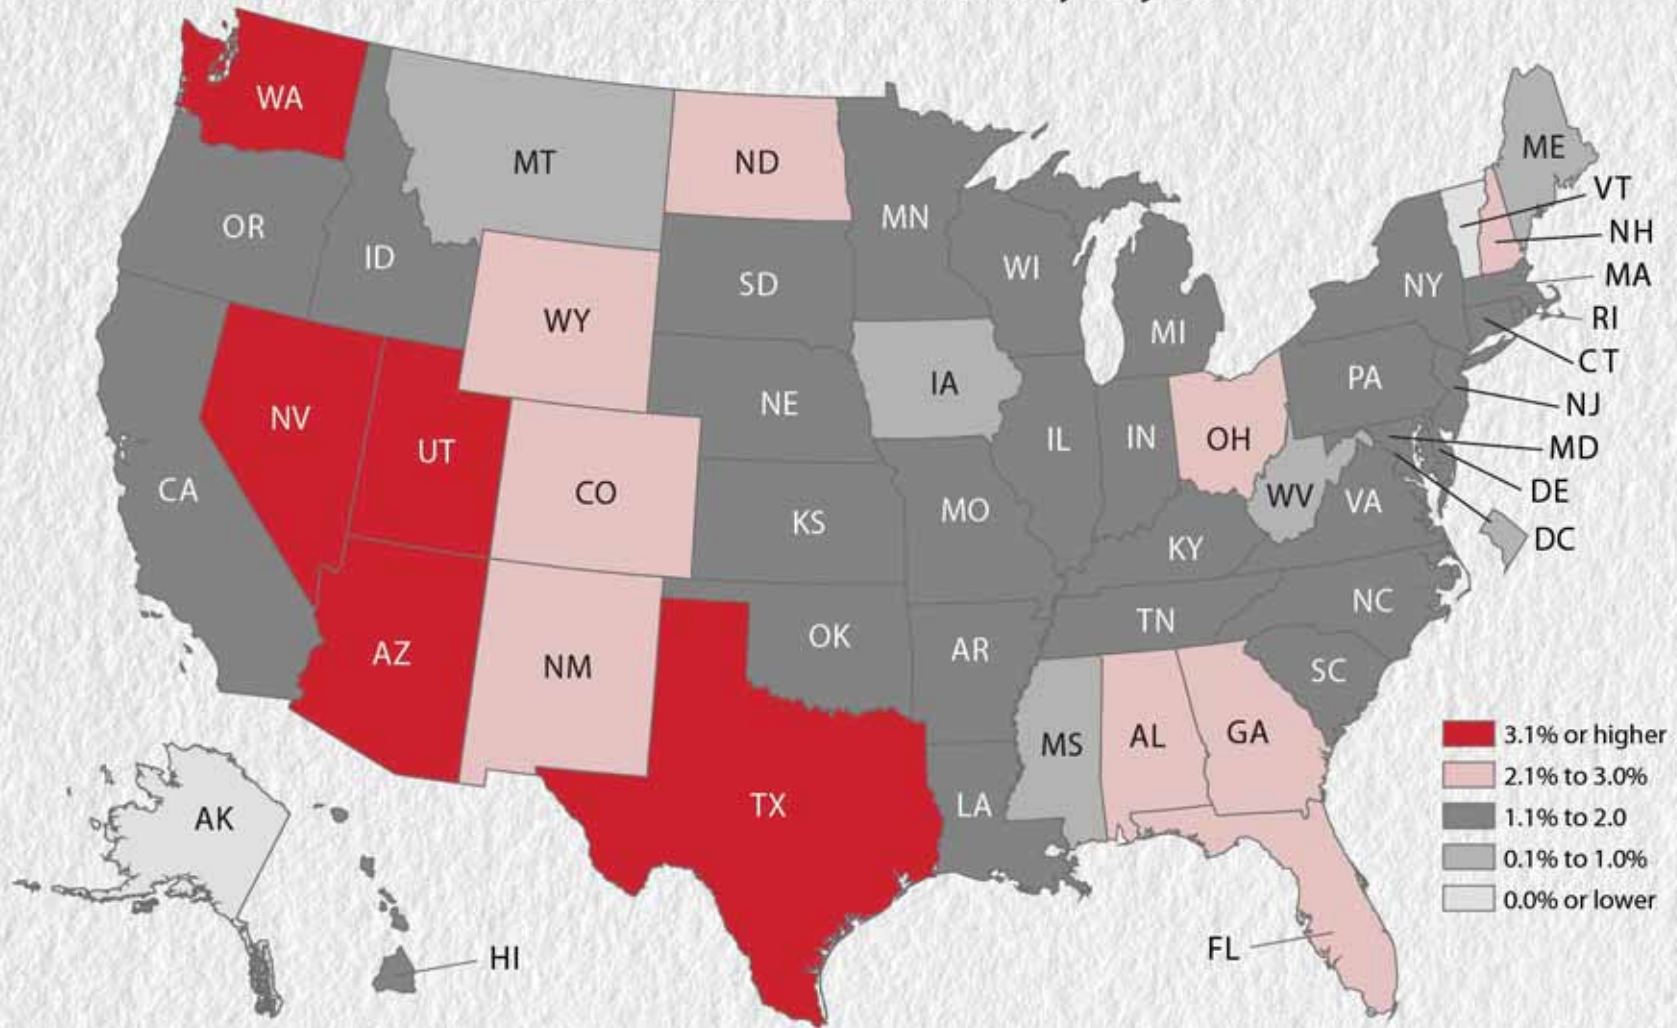 WA
MT
ND
ME
VT
OR
ID
MN
NH
SD
WI
MA
NY
WY
MI
RI
CT
IA
PA
NE
NV
NJ
UT
IL
IN
OH
MD
CO
CA
WV
VA
DE
KS
MO
DC
KY
NC
TN
OK
AR
AZ
NM
SC
MS
AL
GA
3.1% or higher
2.1% to 3.0%
TX
LA
AK
1.1% to 2.0
0.1% to 1.0%
0.0% or lower
FL
HI